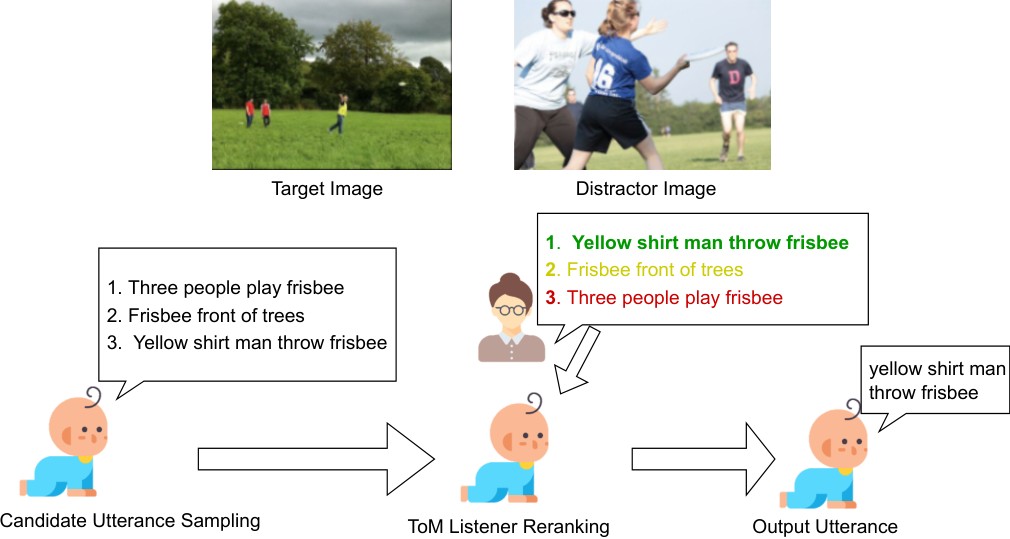 16
D
Target Image
Distractor Image
1. Three people play frisbee
2. Frisbee front of trees
3. Yellow shirt man throw frisbee
1. Yellow shirt man throw frisbee
2. Frisbee front of trees
3. Three people play frisbee
yellow shirt man
throw frisbee
Candidate Utterance Sampling
ToM Listener Reranking
Output Utterance